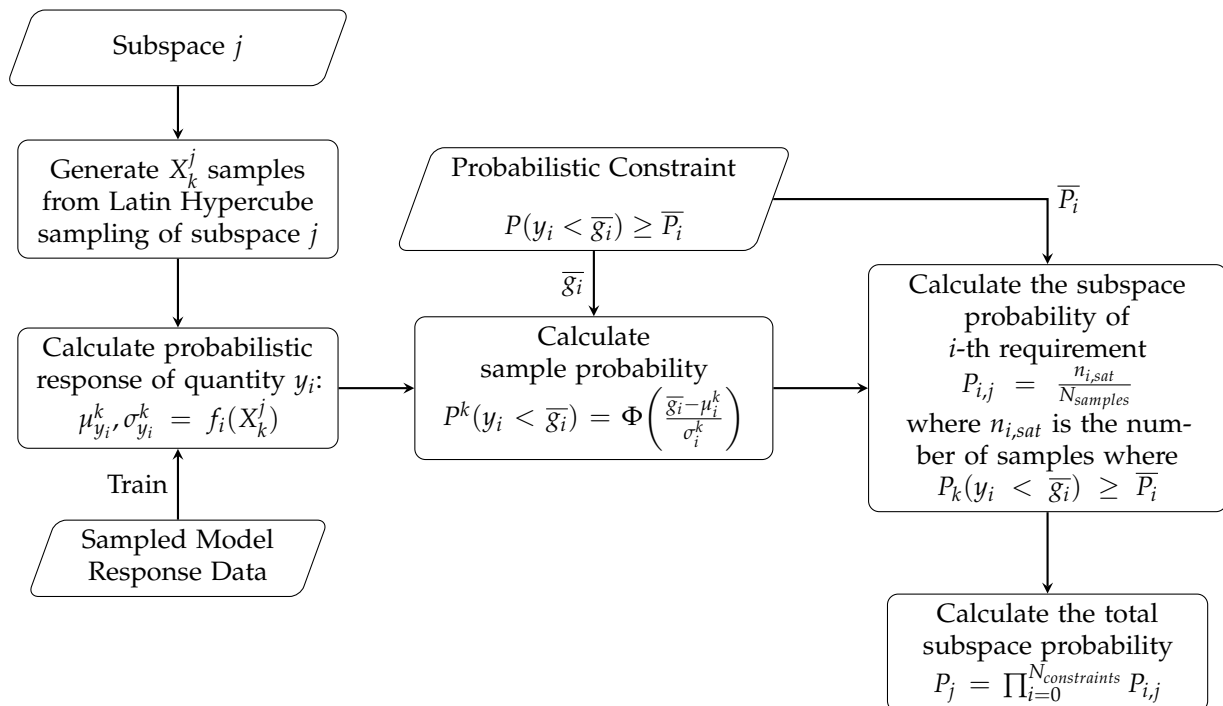 Subspace j
Generate X_k^j samples
from Latin Hypercube
sampling of subspace j
Calculate probabilistic
response of quantity y_i:
μ_{y_i}^k, σ_{y_i}^k = f_i(X_k^j)
Train
Sampled Model
Response Data
Probabilistic Constraint
P(y_i < \overline{g_i}) ≥ \overline{P_i}
\overline{g_i}
Calculate
sample probability
P^k(y_i < \overline{g_i}) = Φ(\frac{\overline{g_i} − μ_i^k}{σ_i^k})
\overline{P_i}
Calculate the subspace
probability of
i-th requirement
P_{i,j} = \frac{n_{i,sat}}{N_{samples}}
where n_{i,sat} is the num-
ber of samples where
P_k(y_i < \overline{g_i}) ≥ \overline{P_i}
Calculate the total
subspace probability
P_j = ∏_{i=0}^{N_{constraints}} P_{i,j}